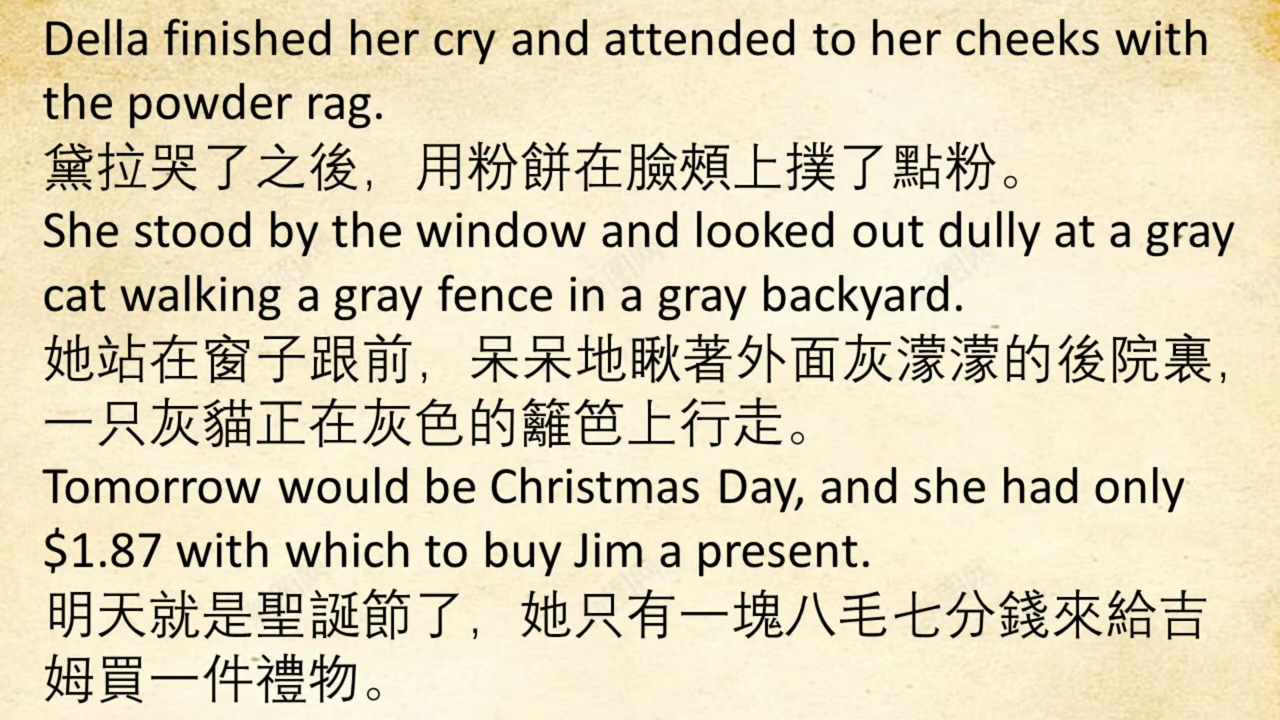 Della finished her cry and attended to her cheeks with
the powder rag.
黛拉哭了之後，用粉餅在臉頰上撲了點粉。
She stood by the window and looked out dully at a gray
cat walking a gray fence in a gray backyard.
她站在窗子跟前，呆呆地瞅著外面灰濛濛的後院裏，
一只灰貓正在灰色的籬笆上行走。
Tomorrow would be Christmas Day, and she had only
$1.87 with which to buy Jim a present.
明天就是聖誕節了，她只有一塊八毛七分錢來給吉
姆買一件禮物。